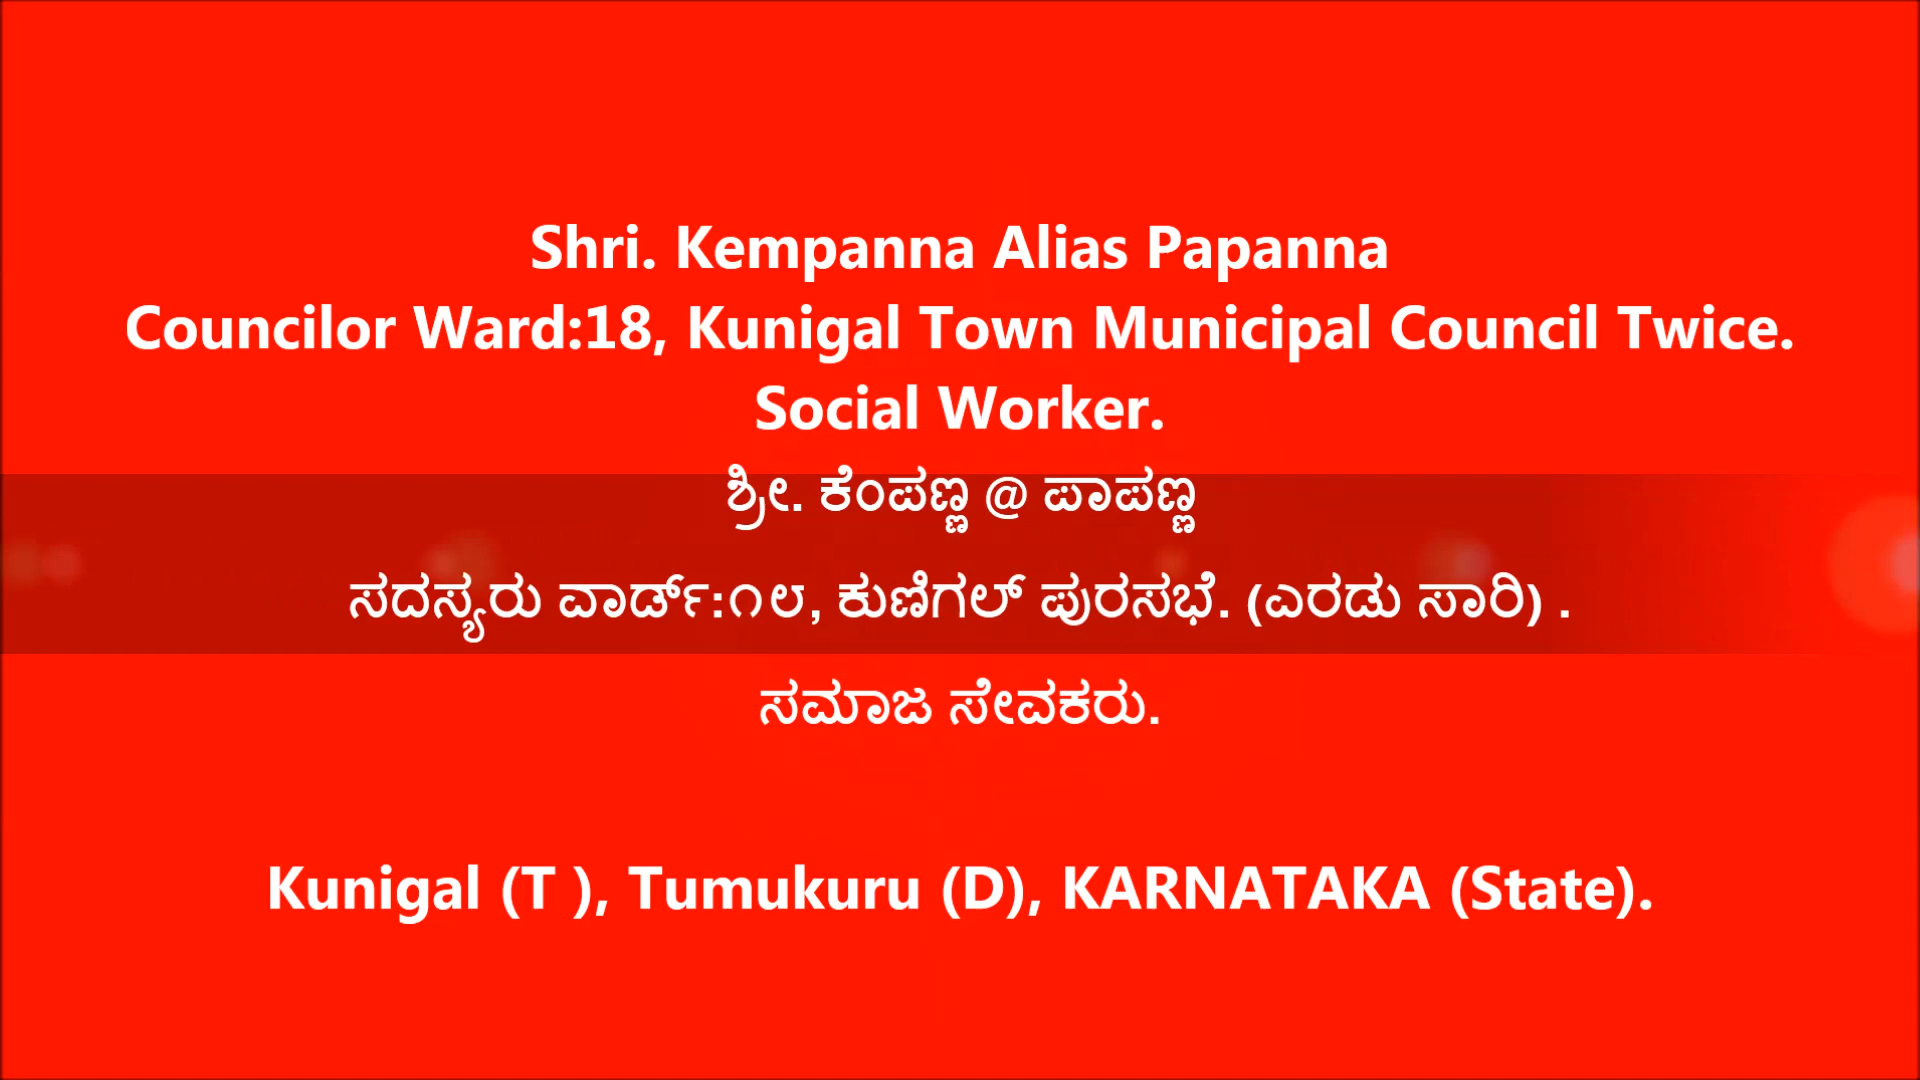 Shri. Kempanna Alias Papanna
Councilor Ward:18, Kunigal Town Municipal Council Twice.
Social Worker.
ಶ್ರೀ. ಕೆಂಪಣ್ಣ @ ಪಾಪಣ್ಣ
ಸದಸ್ಯರು ವಾರ್ಡ್:೧೮, ಕುಣಿಗಲ್ ಪುರಸಭೆ. (ಎರಡು ಸಾರಿ) .
ಸಮಾಜ ಸೇವಕರು.
Kunigal (T ), Tumukuru (D), KARNATAKA (State).